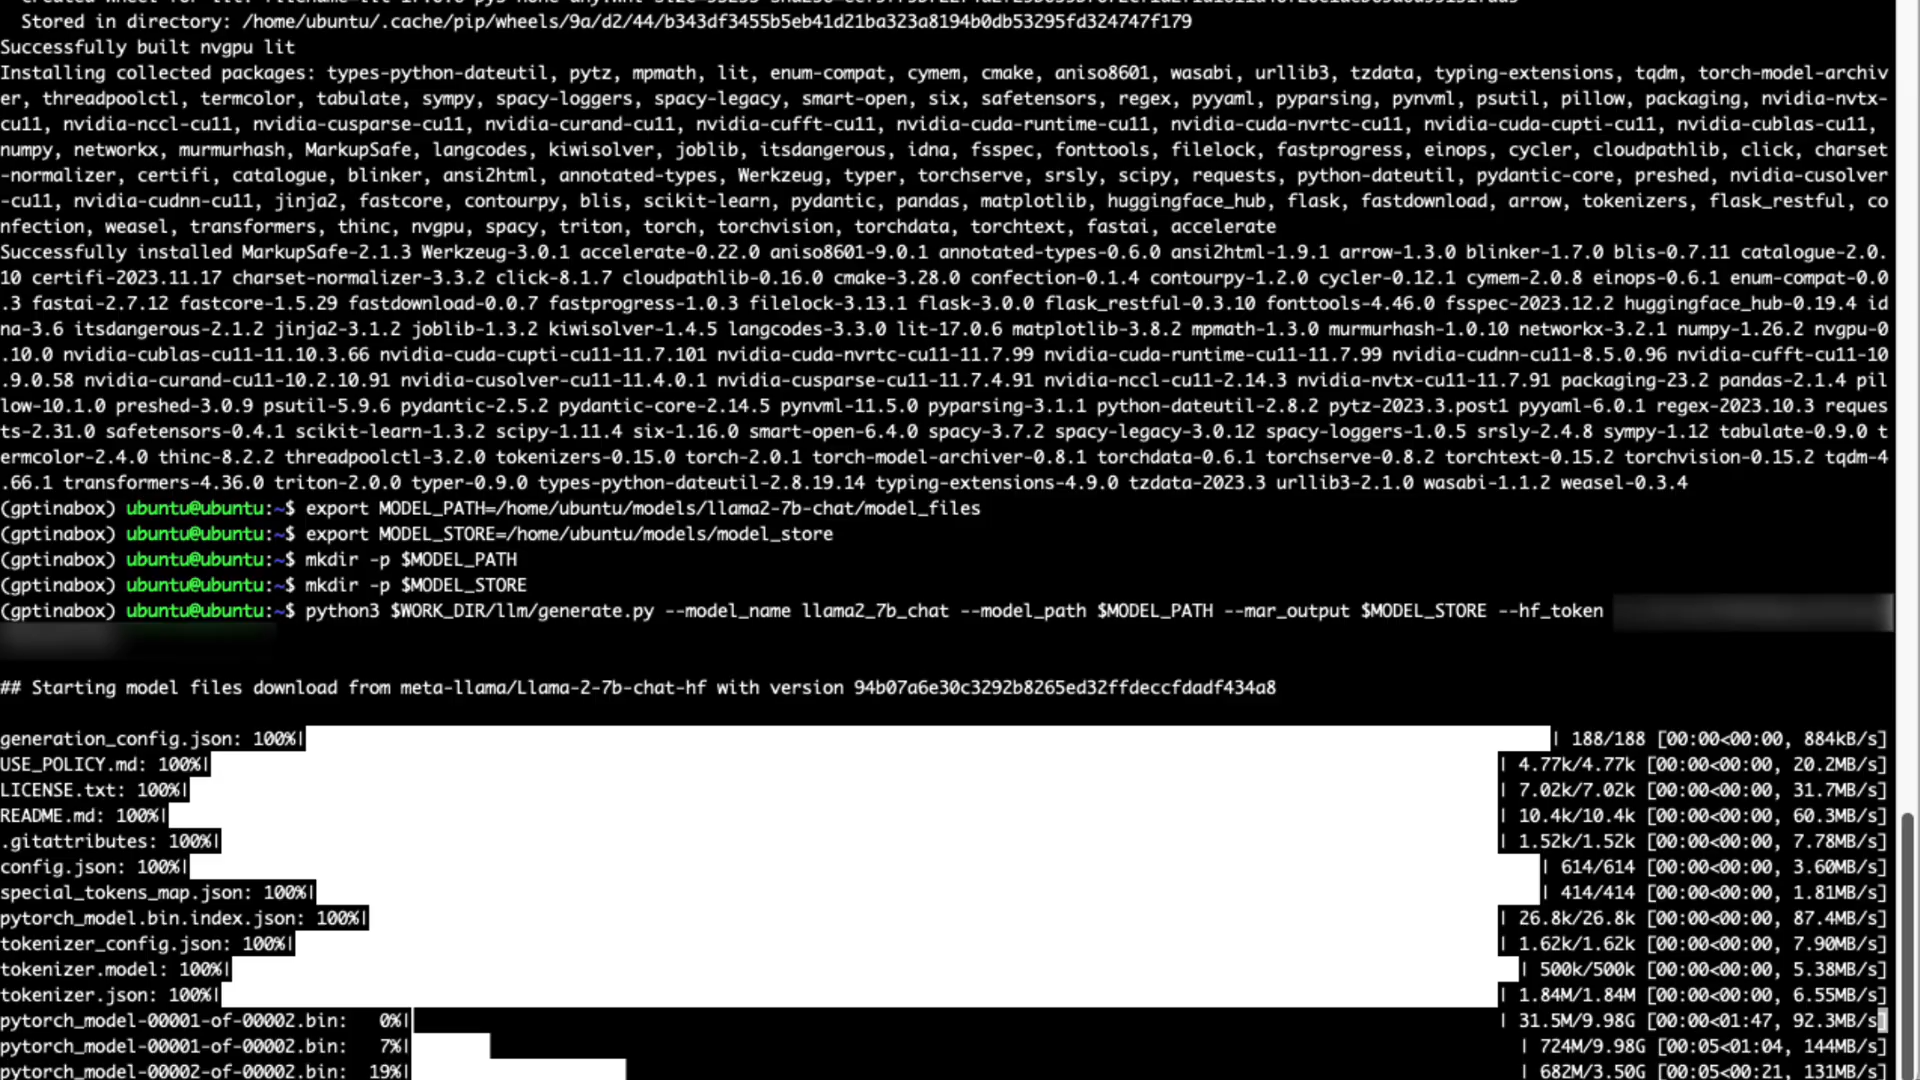 Stored in directory: /home/ubuntu/.cache/pip/wheels/9a/d2/44/b343df3455b5eb41d21ba323a8194b0db53295fd324747f179
Successfully built nvgpu lit
Installing collected packages: types-python-dateutil, pytz, mpmath, lit, enum-compat, cymem, cmake, aniso8601, wasabi, urllib3, tzdata, typing-extensions, tqdm, torch-model-archiv
er, threadpoolctl, termcolor, tabulate, sympy, spacy-loggers, spacy-legacy, smart-open, six, safetensors, regex, pyyaml, pyparsing, pynvml, psutil, pillow, packaging, nvidia-nvtx-
cu11, nvidia-nccl-cu11, nvidia-cusparse-cu11, nvidia-curand-cu11, nvidia-cufft-cu11, nvidia-cuda-runtime-cu11, nvidia-cuda-nvrtc-cu11, nvidia-cuda-cupti-cu11, nvidia-cublas-cu11,
numpy, networkx, murmurhash, MarkupSafe, langcodes, kiwisolver, joblib, itsdangerous, idna, fsspec, fonttools, filelock, fastprogress, einops, cycler, cloudpathlib, click, charset
-normalizer, certifi, catalogue, blinker, ansi2html, annotated-types, Werkzeug, typer, torchserve, srsly, scipy, requests, python-dateutil, pydantic-core, preshed, nvidia-cusolver
-cu11, nvidia-cudnn-cu11, jinja2, fastcore, contourpy, blis, scikit-learn, pydantic, pandas, matplotlib, huggingface_hub, flask, fastdownload, arrow, tokenizers, flask_restful, co
nfection, weasel, transformers, thinc, nvgpu, spacy, triton, torch, torchvision, torchdata, torchtext, fastai, accelerate
Successfully installed MarkupSafe-2.1.3 Werkzeug-3.0.1 accelerate-0.22.0 aniso8601-9.0.1 annotated-types-0.6.0 ansi2html-1.9.1 arrow-1.3.0 blinker-1.7.0 blis-0.7.11 catalogue-2.0.
10 certifi-2023.11.17 charset-normalizer-3.3.2 click-8.1.7 cloudpathlib-0.16.0 cmake-3.28.0 confection-0.1.4 contourpy-1.2.0 cycler-0.12.1 cymem-2.0.8 einops-0.6.1 enum-compat-0.0
.3 fastai-2.7.12 fastcore-1.5.29 fastdownload-0.0.7 fastprogress-1.0.3 filelock-3.13.1 flask-3.0.0 flask_restful-0.3.10 fonttools-4.46.0 fsspec-2023.12.2 huggingface_hub-0.19.4 id
na-3.6 itsdangerous-2.1.2 jinja2-3.1.2 joblib-1.3.2 kiwisolver-1.4.5 langcodes-3.3.0 lit-17.0.6 matplotlib-3.8.2 mpmath-1.3.0 murmurhash-1.0.10 networkx-3.2.1 numpy-1.26.2 nvgpu-0
.10.0 nvidia-cublas-cu11-11.10.3.66 nvidia-cuda-cupti-cu11-11.7.101 nvidia-cuda-nvrtc-cu11-11.7.99 nvidia-cuda-runtime-cu11-11.7.99 nvidia-cudnn-cu11-8.5.0.96 nvidia-cufft-cu11-10
.9.0.58 nvidia-curand-cu11-10.2.10.91 nvidia-cusolver-cu11-11.4.0.1 nvidia-cusparse-cu11-11.7.4.91 nvidia-nccl-cu11-2.14.3 nvidia-nvtx-cu11-11.7.91 packaging-23.2 pandas-2.1.4 pil
low-10.1.0 preshed-3.0.9 psutil-5.9.6 pydantic-2.5.2 pydantic-core-2.14.5 pynvml-11.5.0 pyparsing-3.1.1 python-dateutil-2.8.2 pytz-2023.3.post1 pyyaml-6.0.1 regex-2023.10.3 reques
ts-2.31.0 safetensors-0.4.1 scikit-learn-1.3.2 scipy-1.11.4 six-1.16.0 smart-open-6.4.0 spacy-3.7.2 spacy-legacy-3.0.12 spacy-loggers-1.0.5 srsly-2.4.8 sympy-1.12 tabulate-0.9.0 t
ermcolor-2.4.0 thinc-8.2.2 threadpoolctl-3.2.0 tokenizers-0.15.0 torch-2.0.1 torch-model-archiver-0.8.1 torchdata-0.6.1 torchserve-0.8.2 torchtext-0.15.2 torchvision-0.15.2 tqdm-4
.66.1 transformers-4.36.0 triton-2.0.0 typer-0.9.0 types-python-dateutil-2.8.19.14 typing-extensions-4.9.0 tzdata-2023.3 urllib3-2.1.0 wasabi-1.1.2 weasel-0.3.4
(gptinabox) ubuntu@ubuntu:~$ export MODEL_PATH=/home/ubuntu/models/llama2-7b-chat/model_files
(gptinabox) ubuntu@ubuntu:~$ export MODEL_STORE=/home/ubuntu/models/model_store
(gptinabox) ubuntu@ubuntu:~$ mkdir -p $MODEL_PATH
(gptinabox) ubuntu@ubuntu:~$ mkdir -p $MODEL_STORE
(gptinabox) ubuntu@ubuntu:~$ python3 $WORK_DIR/llm/generate.py --model_name llama2_7b_chat --model_path $MODEL_PATH --mar_output $MODEL_STORE --hf_token
## Starting model files download from meta-llama/Llama-2-7b-chat-hf with version 94b07a6e30c3292b8265ed32ffdeccfdadf434a8
generation_config.json: 100%| | 188/188 [00:00<00:00, 884kB/s]
USE_POLICY.md: 100%| | 4.77k/4.77k [00:00<00:00, 20.2MB/s]
LICENSE.txt: 100%| | 7.02k/7.02k [00:00<00:00, 31.7MB/s]
README.md: 100%| | 10.4k/10.4k [00:00<00:00, 60.3MB/s]
.gitattributes: 100%| | 1.52k/1.52k [00:00<00:00, 7.78MB/s]
config.json: 100%| | 614/614 [00:00<00:00, 3.60MB/s]
special_tokens_map.json: 100%| | 414/414 [00:00<00:00, 1.81MB/s]
pytorch_model.bin.index.json: 100%| | 26.8k/26.8k [00:00<00:00, 87.4MB/s]
tokenizer_config.json: 100%| | 1.62k/1.62k [00:00<00:00, 7.90MB/s]
tokenizer.model: 100%| | 500k/500k [00:00<00:00, 5.38MB/s]
tokenizer.json: 100%| | 1.84M/1.84M [00:00<00:00, 6.55MB/s]
pytorch_model-00001-of-00002.bin: 0%| | 31.5M/9.98G [00:00<01:47, 92.3MB/s]
pytorch_model-00001-of-00002.bin: 7%| | 724M/9.98G [00:05<01:04, 144MB/s]
pytorch_model-00002-of-00002.bin: 19%| | 682M/3.50G [00:05<00:21, 131MB/s]